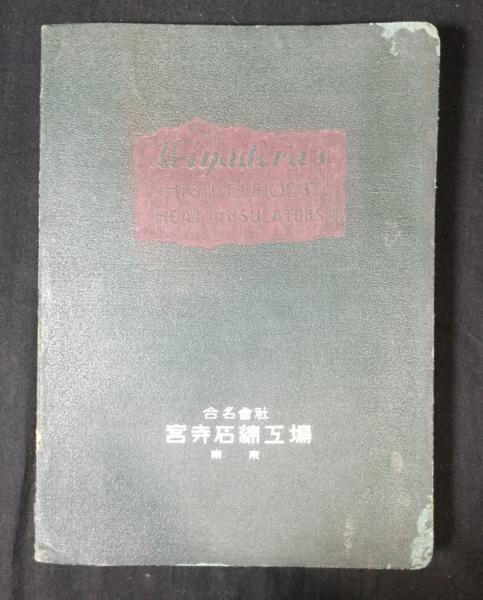 Miyadera's
HIGH EFFICIENT
HEAT INSULATORS
合名會社
宮寺石綿工場
東京